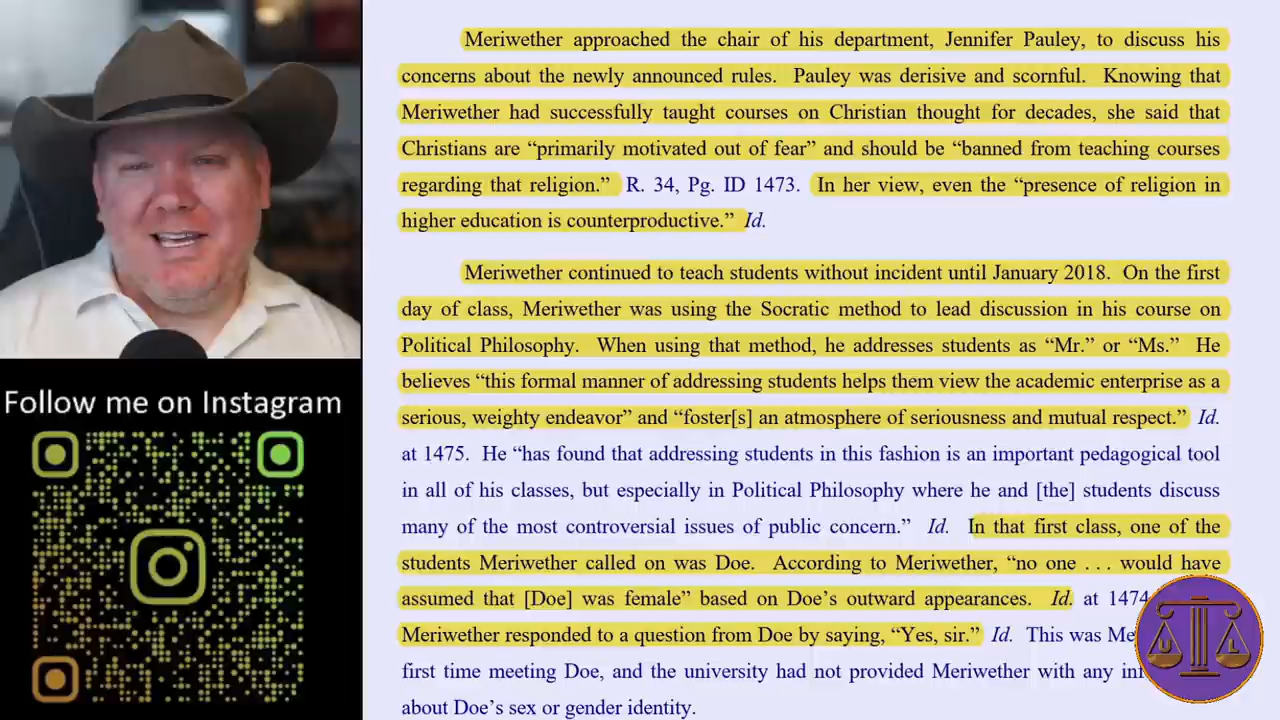 Meriwether approached the chair of his department, Jennifer Pauley, to discuss his
concerns about the newly announced rules. Pauley was derisive and scornful. Knowing that
Meriwether had successfully taught courses on Christian thought for decades, she said that
Christians are “primarily motivated out of fear” and should be “banned from teaching courses
regarding that religion.” R. 34, Pg. ID 1473. In her view, even the “presence of religion in
higher education is counterproductive.” Id.
Meriwether continued to teach students without incident until January 2018. On the first
day of class, Meriwether was using the Socratic method to lead discussion in his course on
Political Philosophy. When using that method, he addresses students as “Mr.” or “Ms.” He
believes “this formal manner of addressing students helps them view the academic enterprise as a
serious, weighty endeavor” and “foster[s] an atmosphere of seriousness and mutual respect.” Id.
at 1475. He “has found that addressing students in this fashion is an important pedagogical tool
in all of his classes, but especially in Political Philosophy where he and [the] students discuss
many of the most controversial issues of public concern.” Id. In that first class, one of the
students Meriwether called on was Doe. According to Meriwether, “no one . . . would have
assumed that [Doe] was female” based on Doe’s outward appearances. Id. at 1474
Meriwether responded to a question from Doe by saying, “Yes, sir.” Id. This was
first time meeting Doe, and the university had not provided Meriwether with any
about Doe’s sex or gender identity.
Follow me on Instagram
U L